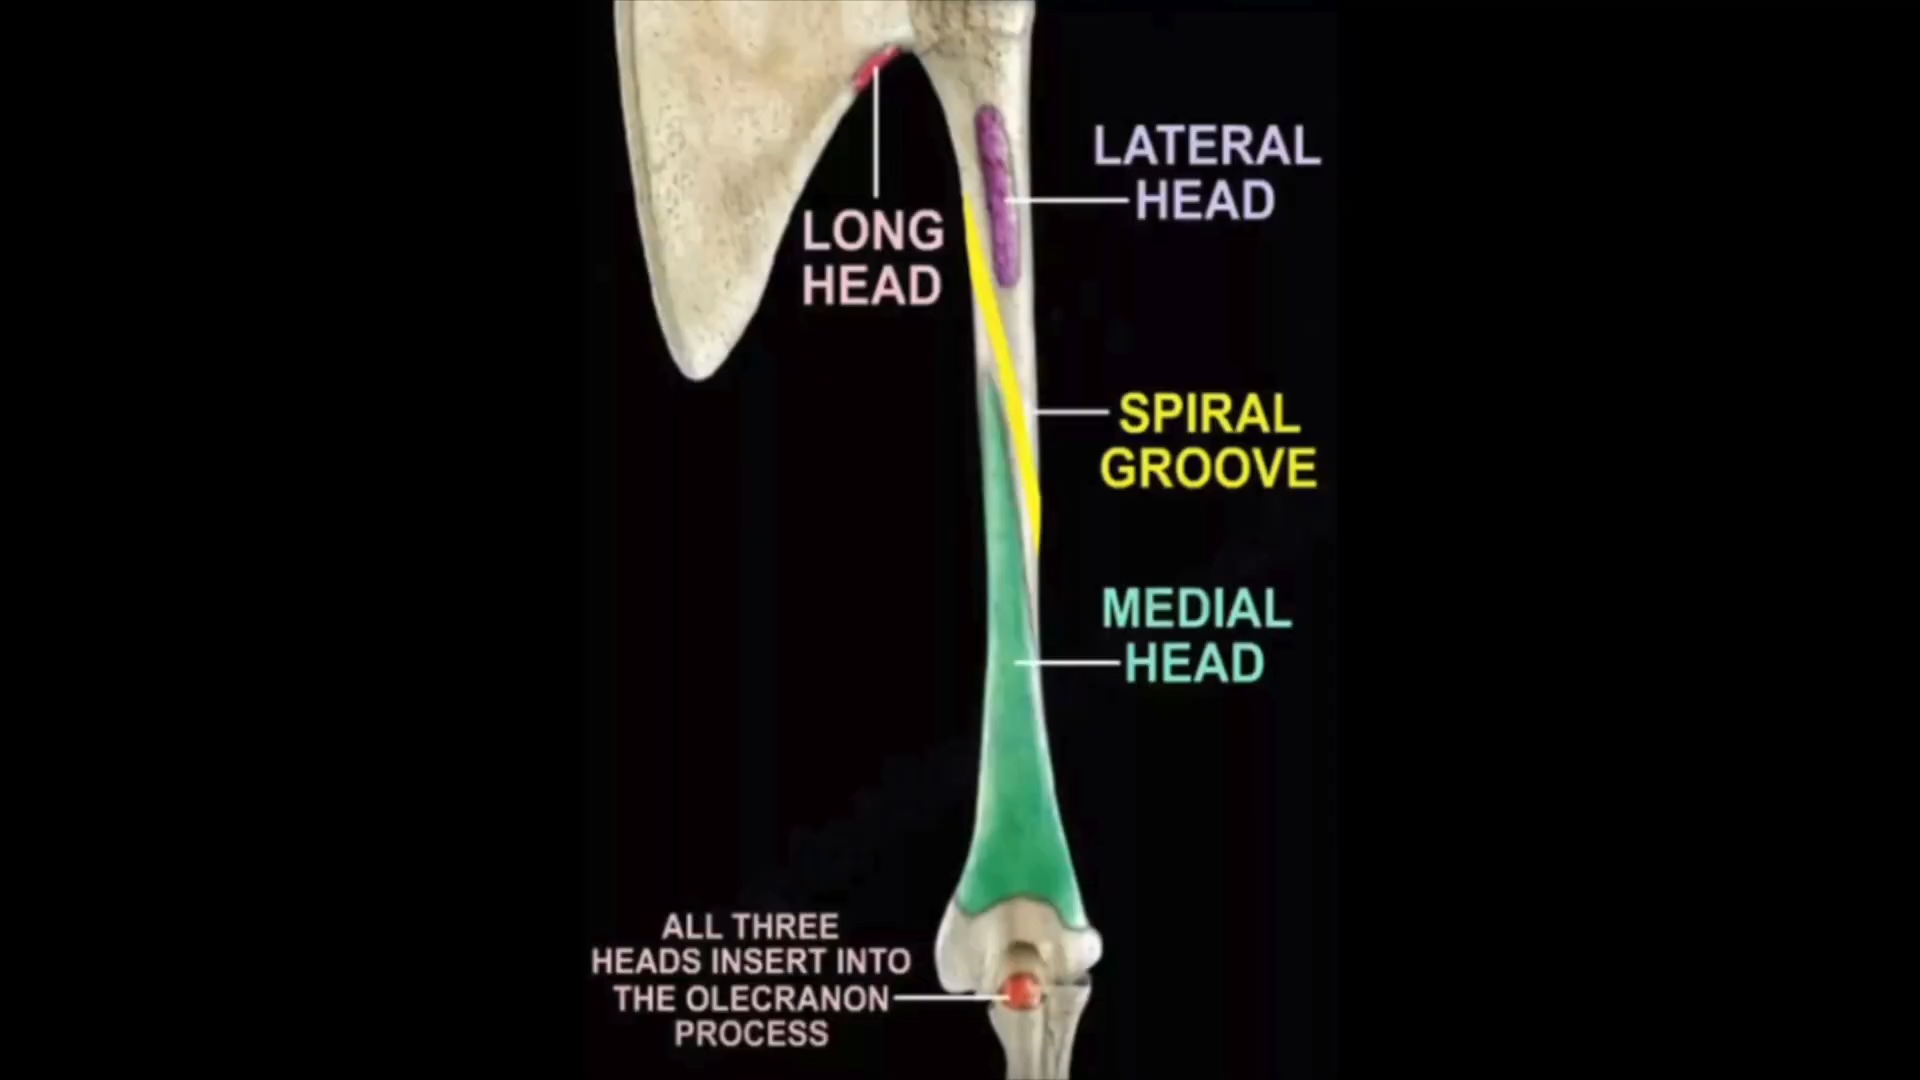 LATERAL
HEAD
LONG
HEAD
SPIRAL
GROOVE
MEDIAL
HEAD
ALL THREE
HEADS INSERT INTO
THE OLECRANON
PROCESS